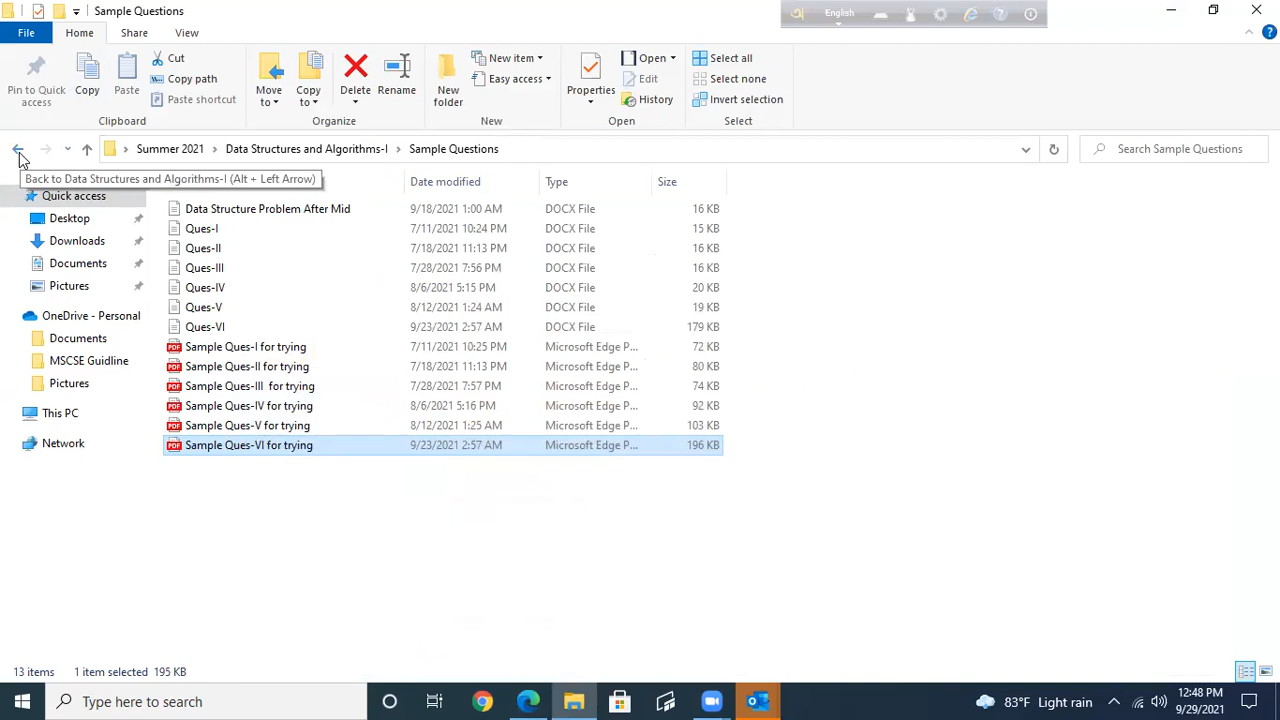 Sample Questions
অ English
File Home Share View
Pin to Quick access
Copy
Paste
Cut
Copy path
Paste shortcut
Clipboard
Move to
Copy to
Delete
Rename
Organize
New folder
New item
Easy access
New
Properties
Open
Edit
History
Open
Select all
Select none
Invert selection
Select
Summer 2021 Data Structures and Algorithms-I Sample Questions
Search Sample Questions
Back to Data Structures and Algorithms-I (Alt + Left Arrow)
Date modified Type Size
Quick access
Desktop
Downloads
Documents
Pictures
OneDrive - Personal
Documents
MSCSE Guidline
Pictures
This PC
Network
Data Structure Problem After Mid 9/18/2021 1:00 AM DOCX File 16 KB
Ques-I 7/11/2021 10:24 PM DOCX File 15 KB
Ques-II 7/18/2021 11:13 PM DOCX File 16 KB
Ques-III 7/28/2021 7:56 PM DOCX File 16 KB
Ques-IV 8/6/2021 5:15 PM DOCX File 20 KB
Ques-V 8/12/2021 1:24 AM DOCX File 19 KB
Ques-VI 9/23/2021 2:57 AM DOCX File 179 KB
PDF Sample Ques-I for trying 7/11/2021 10:25 PM Microsoft Edge P... 72 KB
PDF Sample Ques-II for trying 7/18/2021 11:13 PM Microsoft Edge P... 80 KB
PDF Sample Ques-III for trying 7/28/2021 7:57 PM Microsoft Edge P... 74 KB
PDF Sample Ques-IV for trying 8/6/2021 5:16 PM Microsoft Edge P... 92 KB
PDF Sample Ques-V for trying 8/12/2021 1:25 AM Microsoft Edge P... 103 KB
PDF Sample Ques-VI for trying 9/23/2021 2:57 AM Microsoft Edge P... 196 KB
13 items 1 item selected 195 KB
Type here to search
83°F Light rain
12:48 PM
9/29/2021